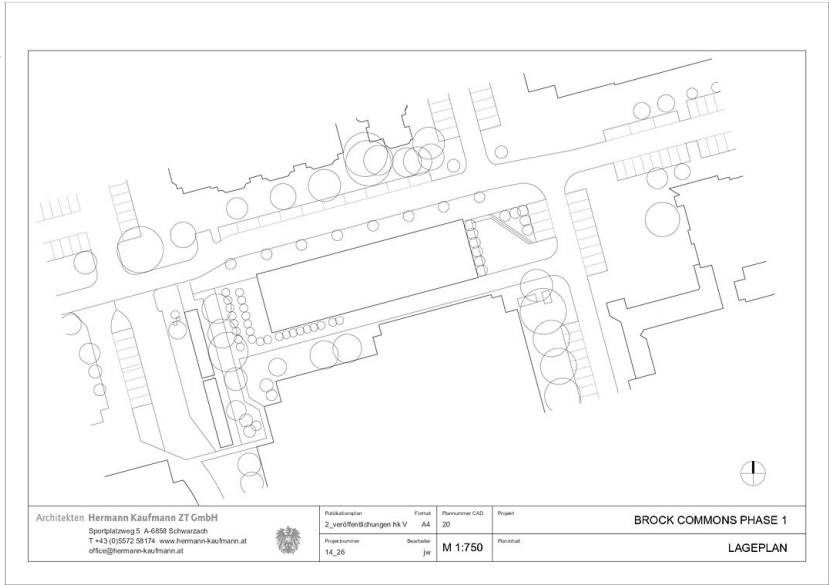 Architekten Hermann Kaufmann ZT GmbH
Sportplatzweg 5 A-6858 Schwarzach
T +43 (0)5572 58174 www.hermann-kaufmann.at
office@hermann-kaufmann.at
Publikationsplan Format
2_veröffentlichungen hk V A4
Projektnummer Bearbeiter
14_26 jw
Plannummer CAD
20
M 1:750
Projekt
BROCK COMMONS PHASE 1
Planinhalt
LAGEPLAN